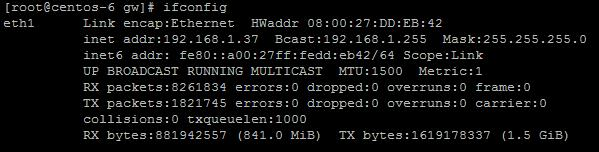 [root@centos-6 gw]# ifconfig
eth1 Link encap:Ethernet HWaddr 08:00:27:DD:EB:42
inet addr:192.168.1.37 Bcast:192.168.1.255 Mask:255.255.255.0
inet6 addr: fe80::a00:27ff:fedd:eb42/64 Scope:Link
UP BROADCAST RUNNING MULTICAST MTU:1500 Metric:1
RX packets:8261834 errors:0 dropped:0 overruns:0 frame:0
TX packets:1821745 errors:0 dropped:0 overruns:0 carrier:0
collisions:0 txqueuelen:1000
RX bytes:881942557 (841.0 MiB) TX bytes:1619178337 (1.5 GiB)